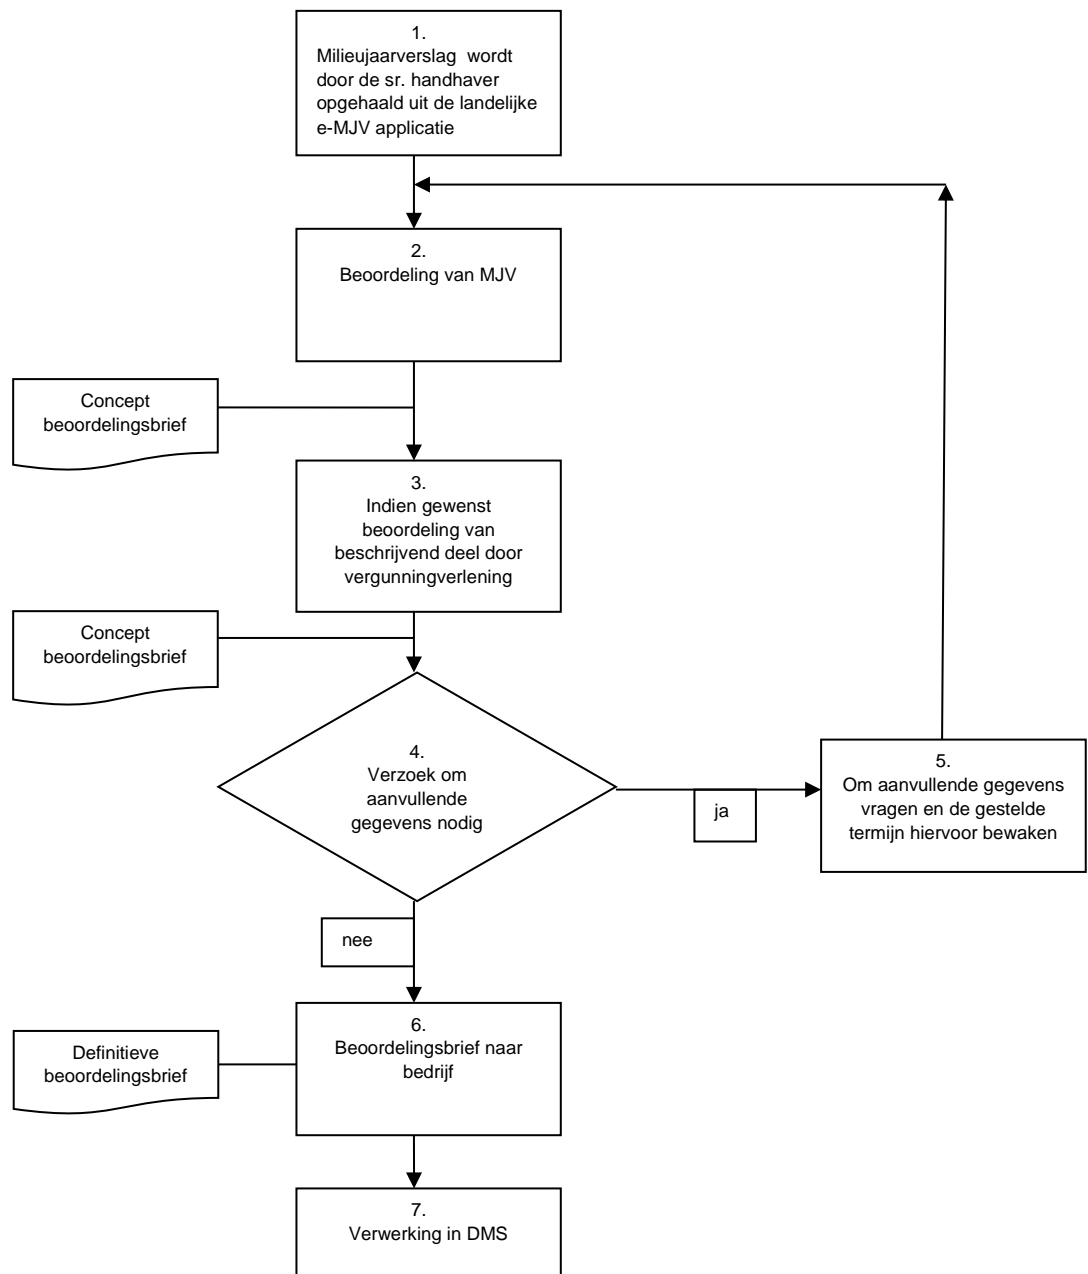 1.
Milieujaarverslag wordt
door de sr. handhaver
opgehaald uit de landelijke
e-MJV applicatie
2.
Beoordeling van MJV
Concept
beoordelingsbrief
3.
Indien gewenst
beoordeling van
beschrijvend deel door
vergunningverlening
Concept
beoordelingsbrief
4.
Verzoek om
aanvullende
gegevens nodig
ja
5.
Om aanvullende gegevens
vragen en de gestelde
termijn hiervoor bewaken
nee
6.
Beoordelingsbrief naar
bedrijf
Definitieve
beoordelingsbrief
7.
Verwerking in DMS